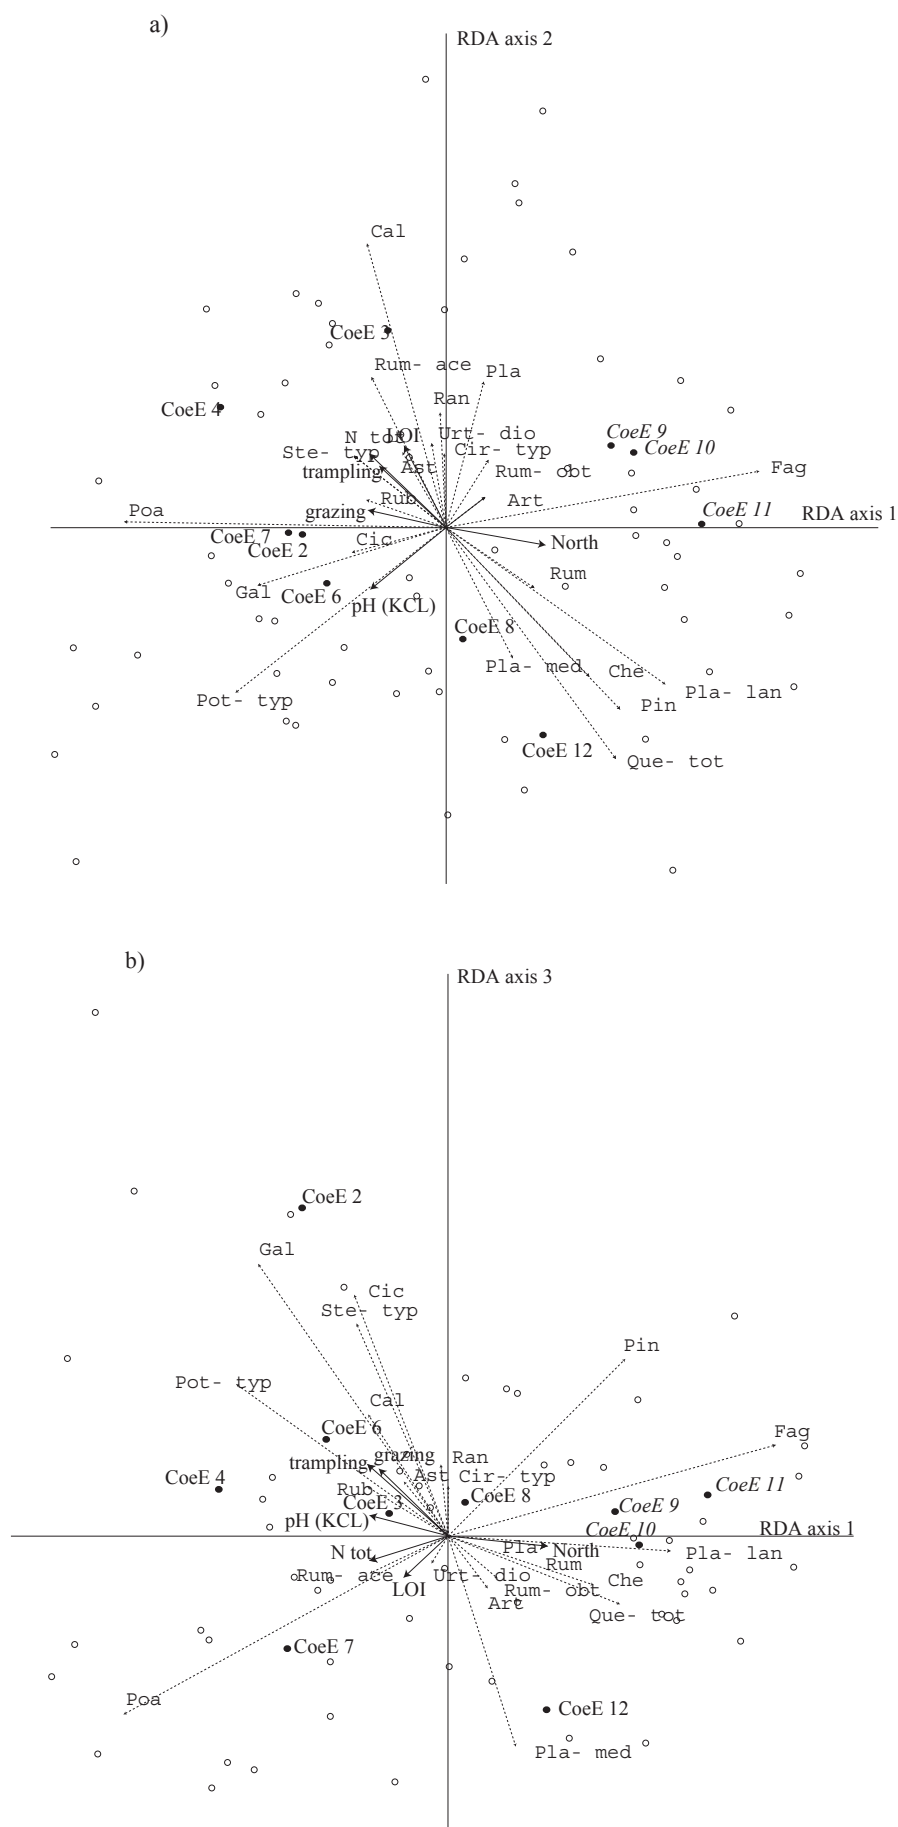 a)
RDA axis 2
Cal
CoeE 3
Rum- ace
Pla
Ran
CoeE 4
N tot
LOI
Urt- dio
CoeE 9
Ste- typ
Cir- typ
CoeE 10
trampling
Ast
Rum- obt
Fag
Rub
Art
CoeE 11
Poa
grazing
RDA axis 1
CoeE 7
CoeE 2
Cic
North
Gal
CoeE 6
pH (KCL)
Rum
CoeE 8
Pla- med
Che
Pla- lan
Pot- typ
Pin
CoeE 12
Que- tot
b)
RDA axis 3
CoeE 2
Gal
Cic
Ste- typ
Pin
Pot- typ
Cal
CoeE 6
Fag
trampling
grazing
Ran
CoeE 4
Ast
Cir- typ
CoeE 11
Rub
CoeE 3
CoeE 8
CoeE 9
pH (KCL)
CoeE 10
RDA axis 1
N tot
Pla
North
Pla- lan
Rum- ace
LOI
Urt- dio
Rum
Che
Rum- obt
Art
Que- tot
CoeE 7
Poa
CoeE 12
Pla- med